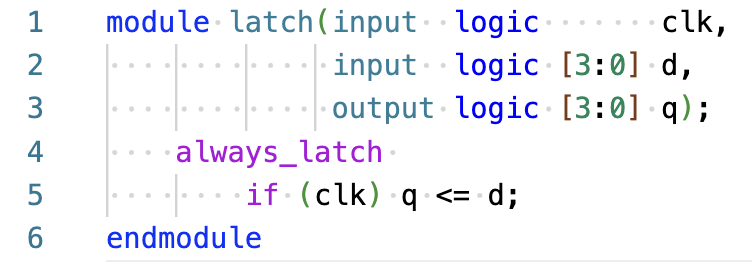 1 module latch(input  logic       clk,
2              input  logic [3:0] d,
3              output logic [3:0] q);
4     always_latch
5         if (clk) q <= d;
6 endmodule